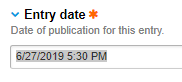 Entry date *
Date of publication for this entry.
6/27/2019 5:30 PM